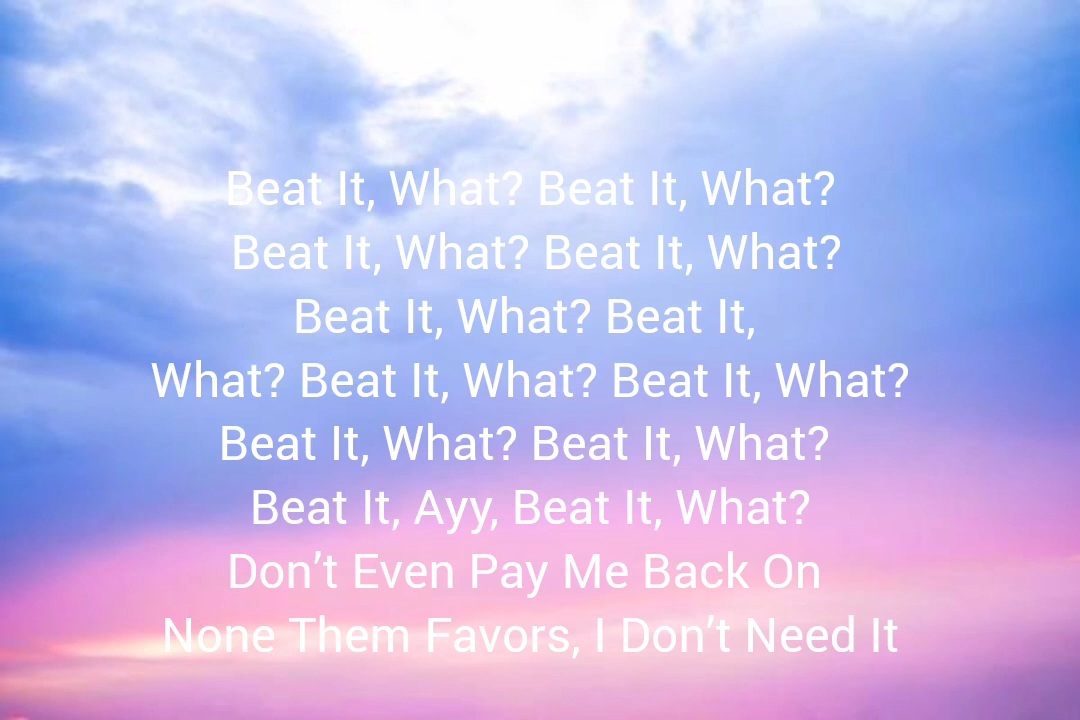 Beat It, What? Beat It, What?
Beat It, What? Beat It, What?
Beat It, What? Beat It,
What? Beat It, What? Beat It, What?
Beat It, What? Beat It, What?
Beat It, Ayy, Beat It, What?
Don’t Even Pay Me Back On
None Them Favors, I Don’t Need It